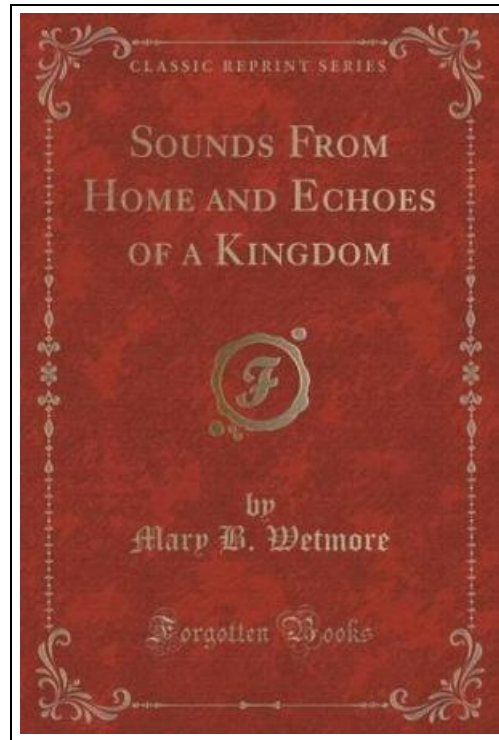 CLASSIC REPRINT SERIES
SOUNDS FROM
HOME AND ECHOES
OF A KINGDOM
F
by
Mary B. Wetmore
Forgotten Books